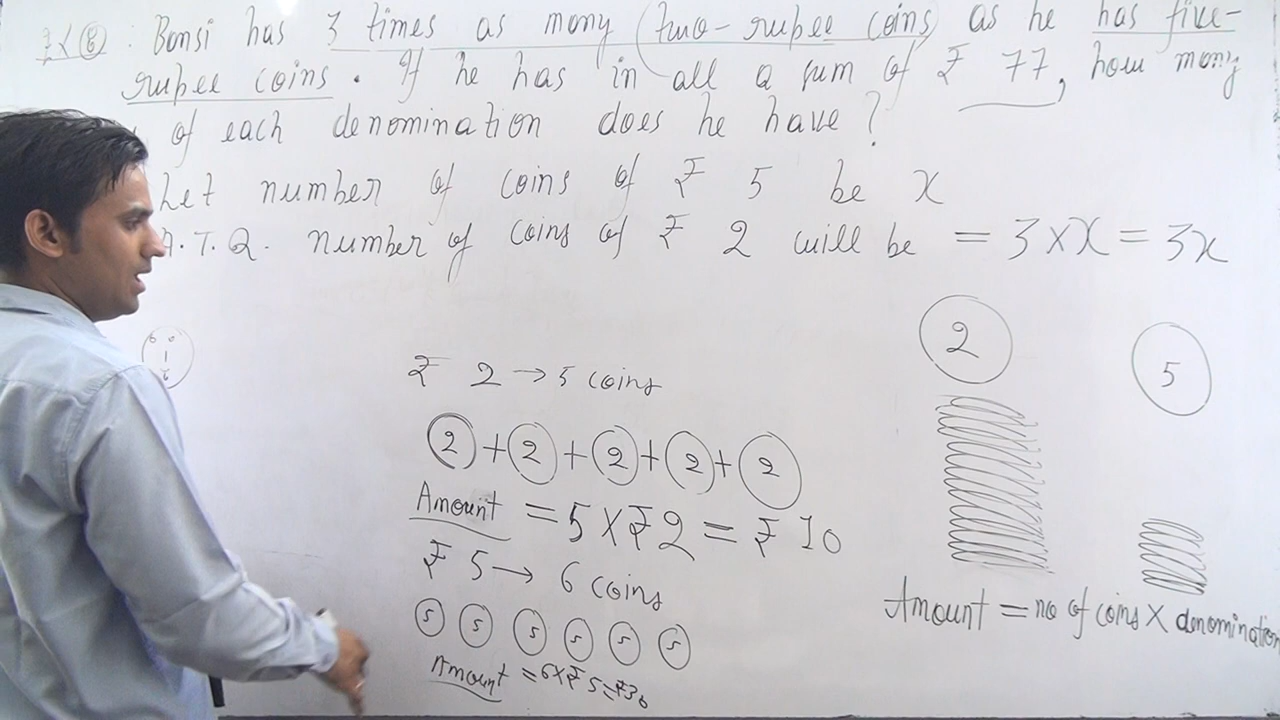 Ex 8 : Bansi has 3 times as many (two-rupee coins) as he has five-
rupee coins. If he has in all a sum of ₹ 77, how many
of each denomination does he have?
Let number of coins of ₹ 5 be x
A.T.Q. number of coins of ₹ 2 will be = 3×x = 3x
2
5
₹ 2 → 5 coins
2 + 2 + 2 + 2 + 2
Amount = 5 × ₹2 = ₹ 10
₹ 5 → 6 coins
5 5 5 5 5 5
Amount = 6×₹ 5 = ₹30
Amount = no of coins × denomination